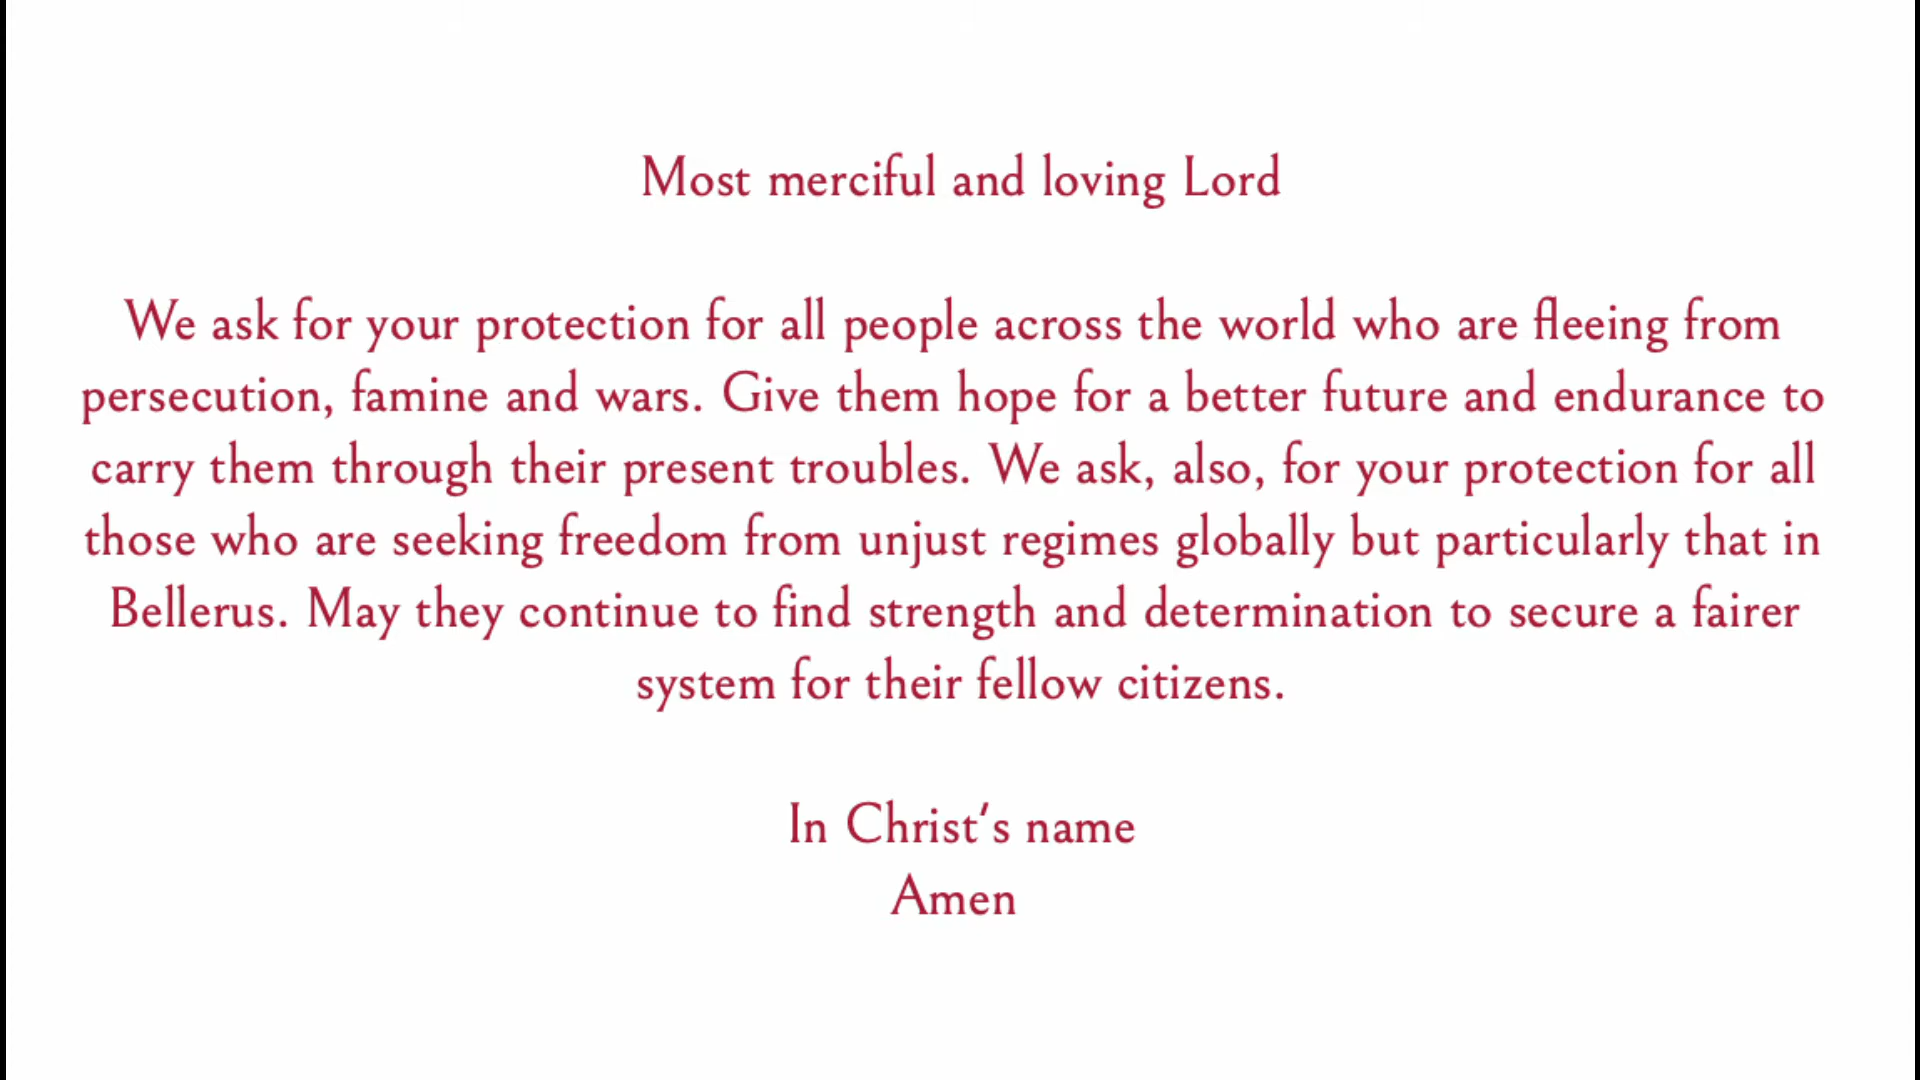 Most merciful and loving Lord
We ask for your protection for all people across the world who are fleeing from
persecution, famine and wars. Give them hope for a better future and endurance to
carry them through their present troubles. We ask, also, for your protection for all
those who are seeking freedom from unjust regimes globally but particularly that in
Bellerus. May they continue to find strength and determination to secure a fairer
system for their fellow citizens.
In Christ's name
Amen